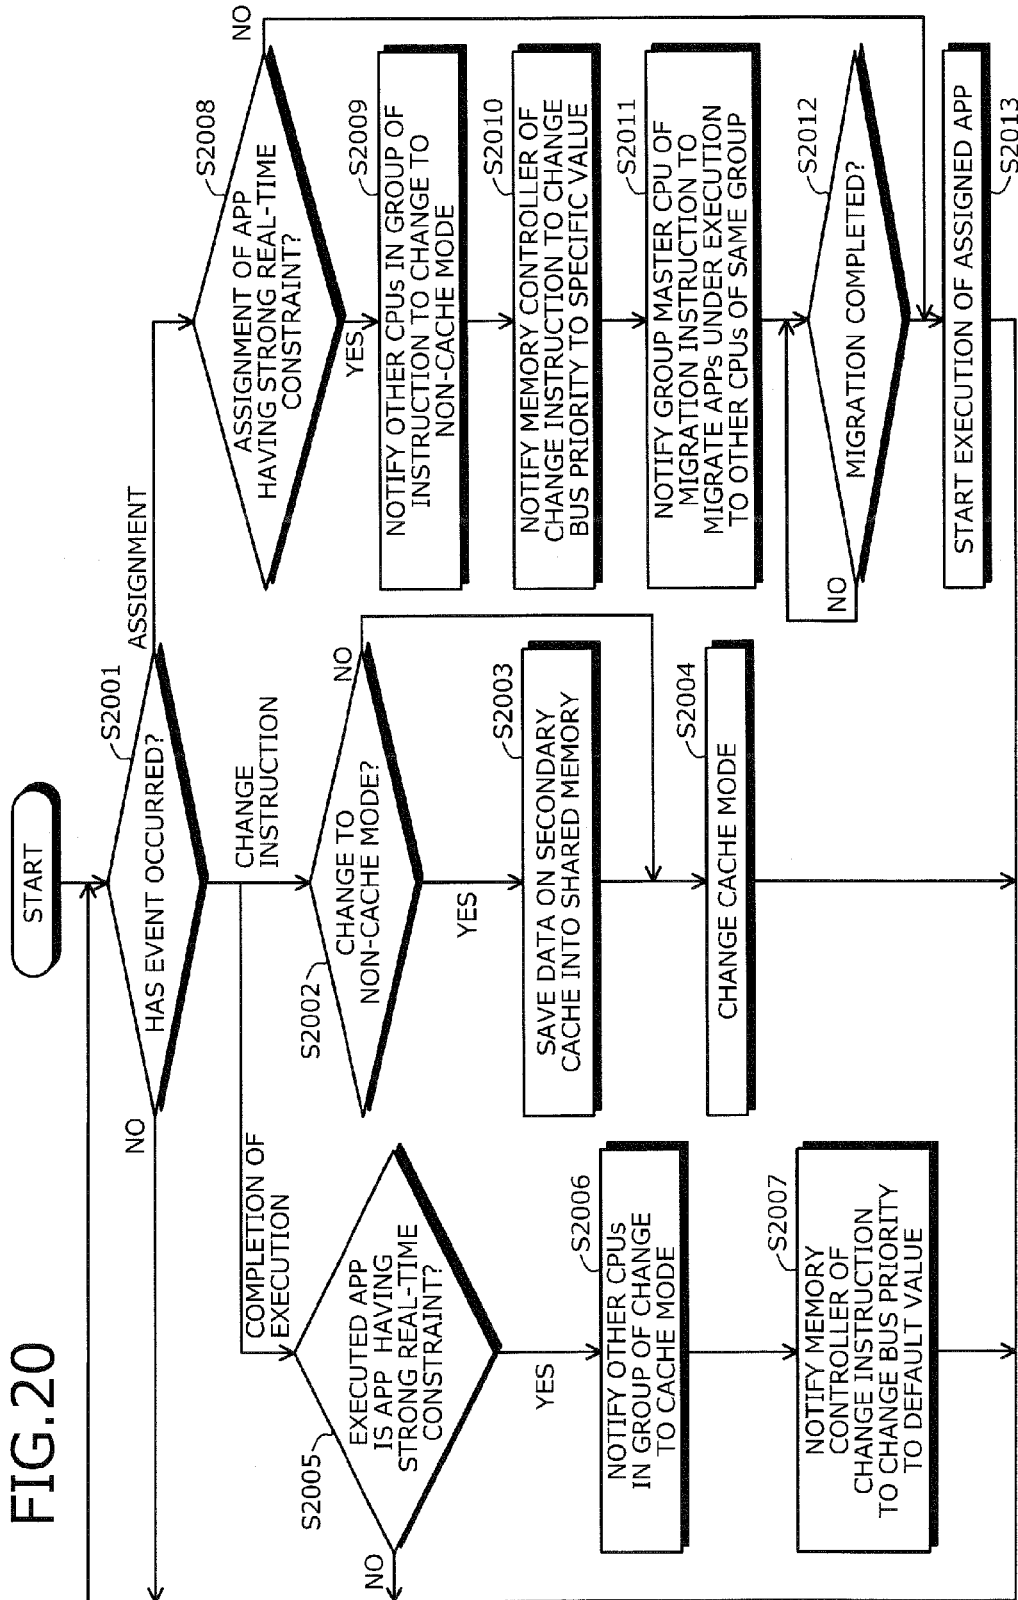 FIG.20
START
HAS EVENT OCCURRED?
S2001
NO
ASSIGNMENT
CHANGE
INSTRUCTION
COMPLETION OF
EXECUTION
CHANGE TO
NON-CACHE MODE?
S2002
NO
YES
SAVE DATA ON SECONDARY
CACHE INTO SHARED MEMORY
S2003
CHANGE CACHE MODE
S2004
EXECUTED APP
IS APP HAVING
STRONG REAL-TIME
CONSTRAINT?
S2005
NO
YES
NOTIFY OTHER CPUs
IN GROUP OF CHANGE
TO CACHE MODE
S2006
NOTIFY MEMORY
CONTROLLER OF
CHANGE INSTRUCTION
TO CHANGE BUS PRIORITY
TO DEFAULT VALUE
S2007
ASSIGNMENT OF APP
HAVING STRONG REAL-TIME
CONSTRAINT?
S2008
NO
YES
NOTIFY OTHER CPUs IN GROUP OF
INSTRUCTION TO CHANGE TO
NON-CACHE MODE
S2009
NOTIFY MEMORY CONTROLLER OF
CHANGE INSTRUCTION TO CHANGE
BUS PRIORITY TO SPECIFIC VALUE
S2010
NOTIFY GROUP MASTER CPU OF
MIGRATION INSTRUCTION TO
MIGRATE APPs UNDER EXECUTION
TO OTHER CPUs OF SAME GROUP
S2011
MIGRATION COMPLETED?
S2012
NO
START EXECUTION OF ASSIGNED APP
S2013